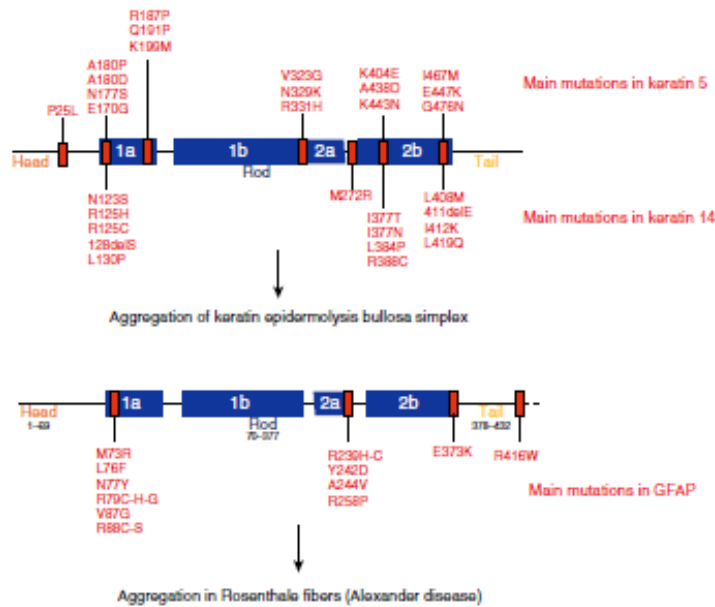 R187P
Q191P
K199M
A180P
A180D
N177S
E170G
P25L
V323G
N329K
R331H
K404E
A438D
K443N
I467M
E447K
G476N
Main mutations in keratin 5
Head
1a
1b
2a
2b
Rod
Tail
N123S
R125H
R125C
128delS
L130P
M272R
I377T
I377N
L384P
R388C
L408M
411delE
I412K
L419Q
Main mutations in keratin 14
Aggregation of keratin epidermolysis bullosa simplex
1a
1b
2a
2b
Head
1–69
Rod
70–377
Tail
378–432
M73R
L76F
N77Y
R79C-H-G
V87G
R88C-S
R239H-C
Y242D
A244V
R258P
E373K
R416W
Main mutations in GFAP
Aggregation in Rosenthale fibers (Alexander disease)